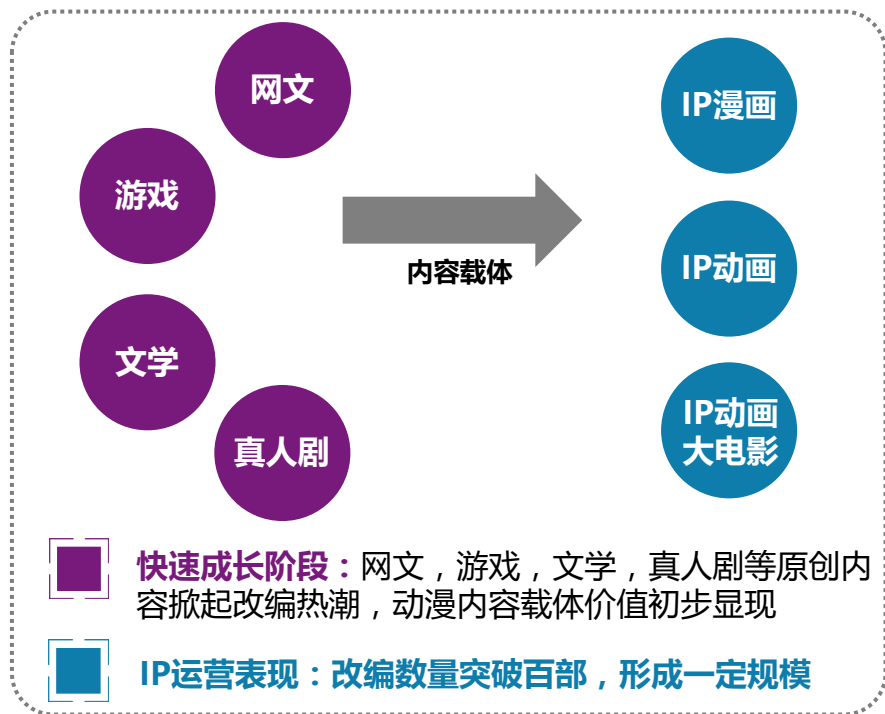 网文
游戏
文学
真人剧
内容载体
IP漫画
IP动画
IP动画
大电影
快速成长阶段：网文，游戏，文学，真人剧等原创内
容掀起改编热潮，动漫内容载体价值初步显现
IP运营表现：改编数量突破百部，形成一定规模